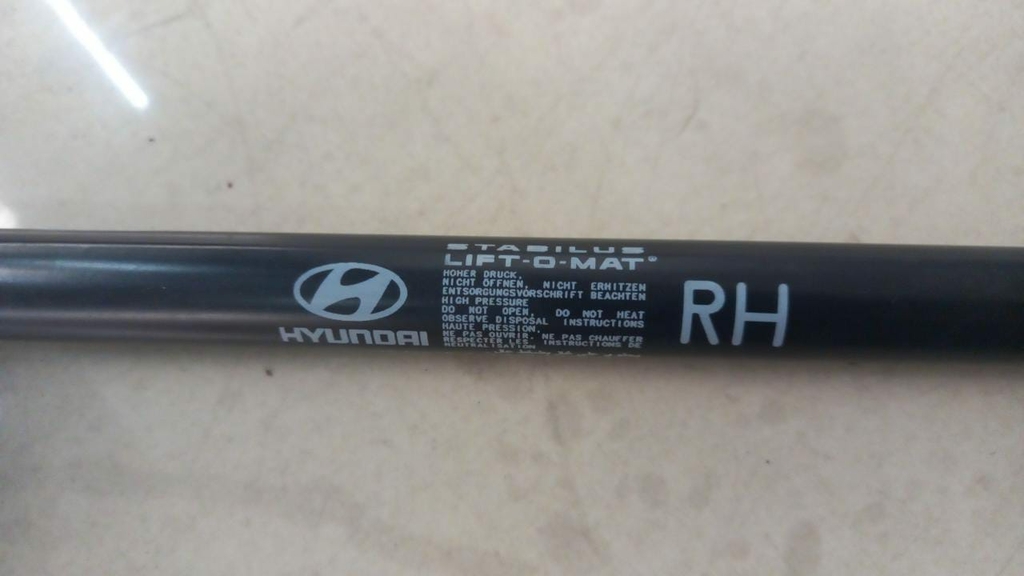 HYUNDAI
STABILUS
LIFT-O-MAT®
HOHER DRUCK,
NICHT ÖFFNEN, NICHT ERHITZEN
ENTSORGUNGSVORSCHRIFT BEACHTEN
HIGH PRESSURE
DO NOT OPEN, DO NOT HEAT
OBSERVE DISPOSAL INSTRUCTIONS
HAUTE PRESSION,
NE PAS OUVRIR, NE PAS CHAUFFER
RESPECTER LES INSTRUCTIONS DE
NEUTRALISATION
RH